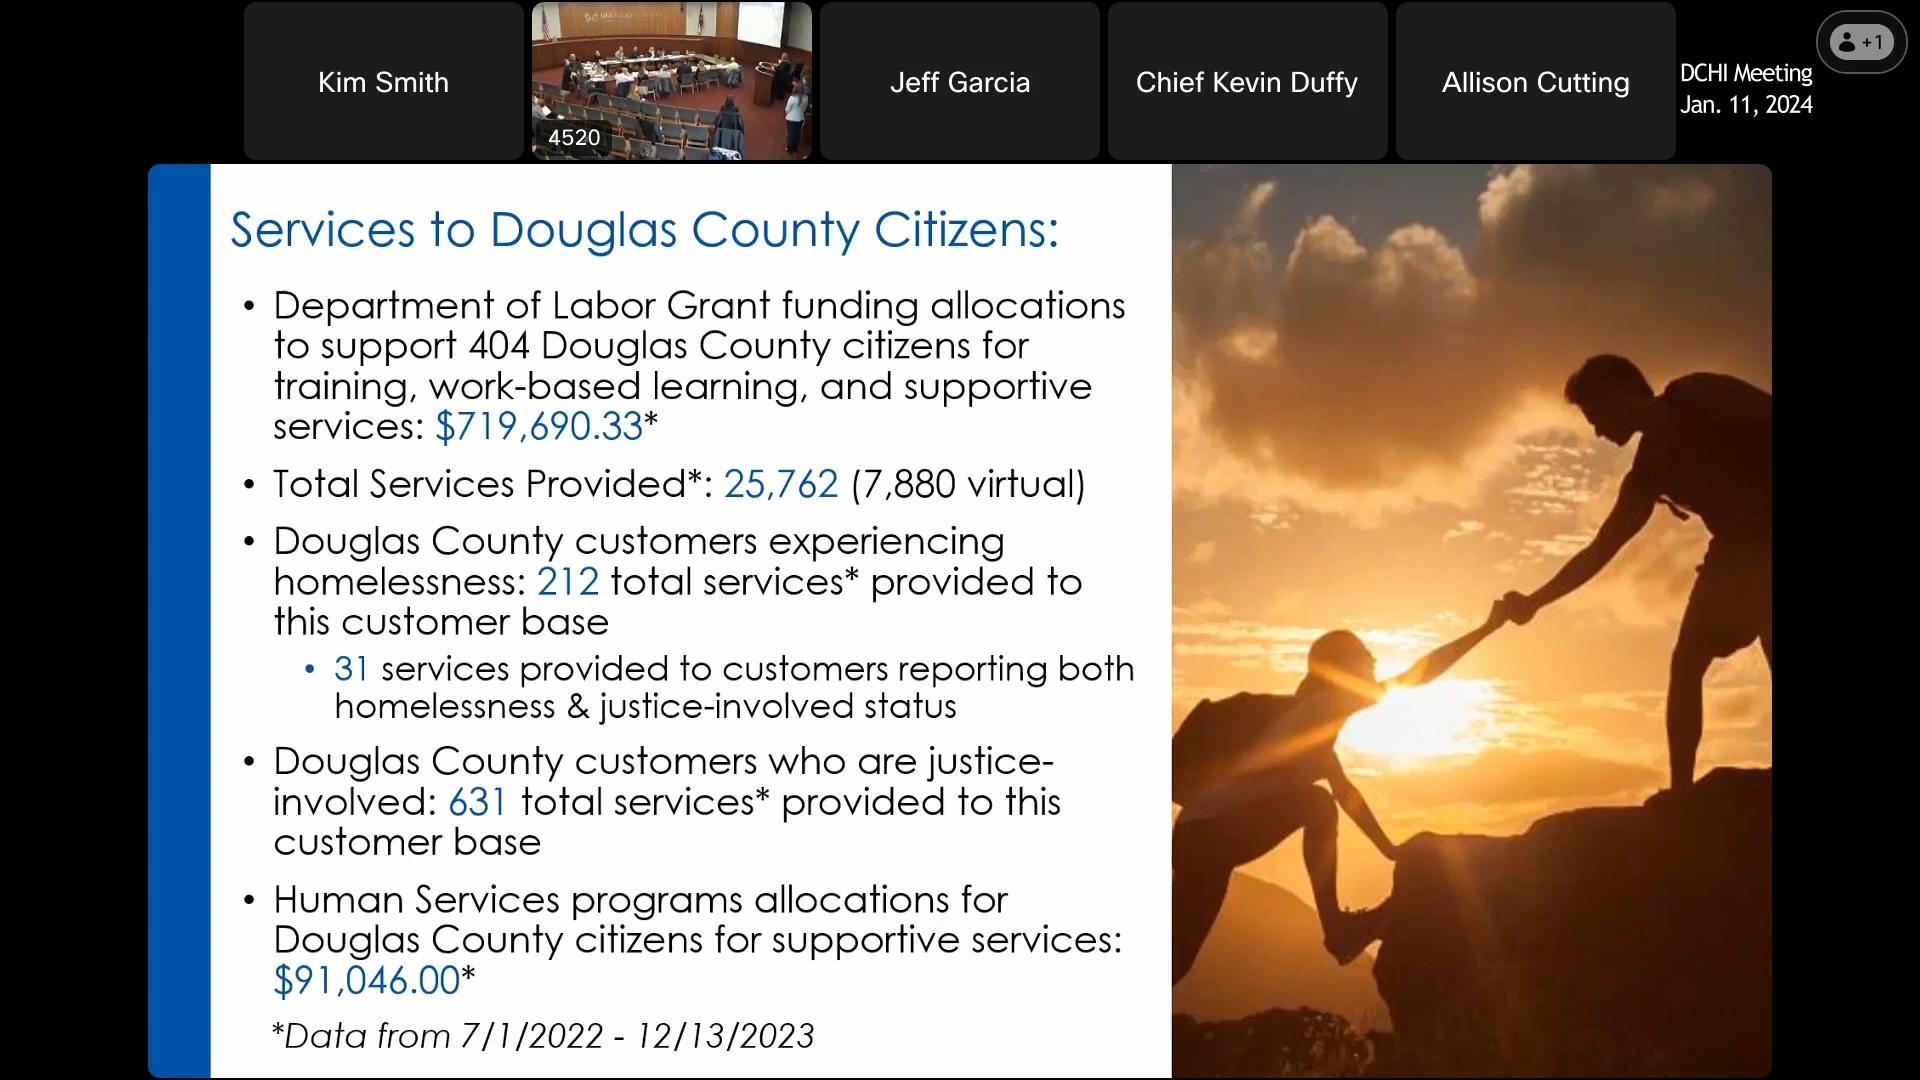 Kim Smith
4520
Jeff Garcia
Chief Kevin Duffy
Allison Cutting
DCHI Meeting
Jan. 11, 2024
+1
Services to Douglas County Citizens:
• Department of Labor Grant funding allocations
to support 404 Douglas County citizens for
training, work-based learning, and supportive
services: $719,690.33*
• Total Services Provided*: 25,762 (7,880 virtual)
• Douglas County customers experiencing
homelessness: 212 total services* provided to
this customer base
• 31 services provided to customers reporting both
homelessness & justice-involved status
• Douglas County customers who are justice-
involved: 631 total services* provided to this
customer base
• Human Services programs allocations for
Douglas County citizens for supportive services:
$91,046.00*
*Data from 7/1/2022 - 12/13/2023